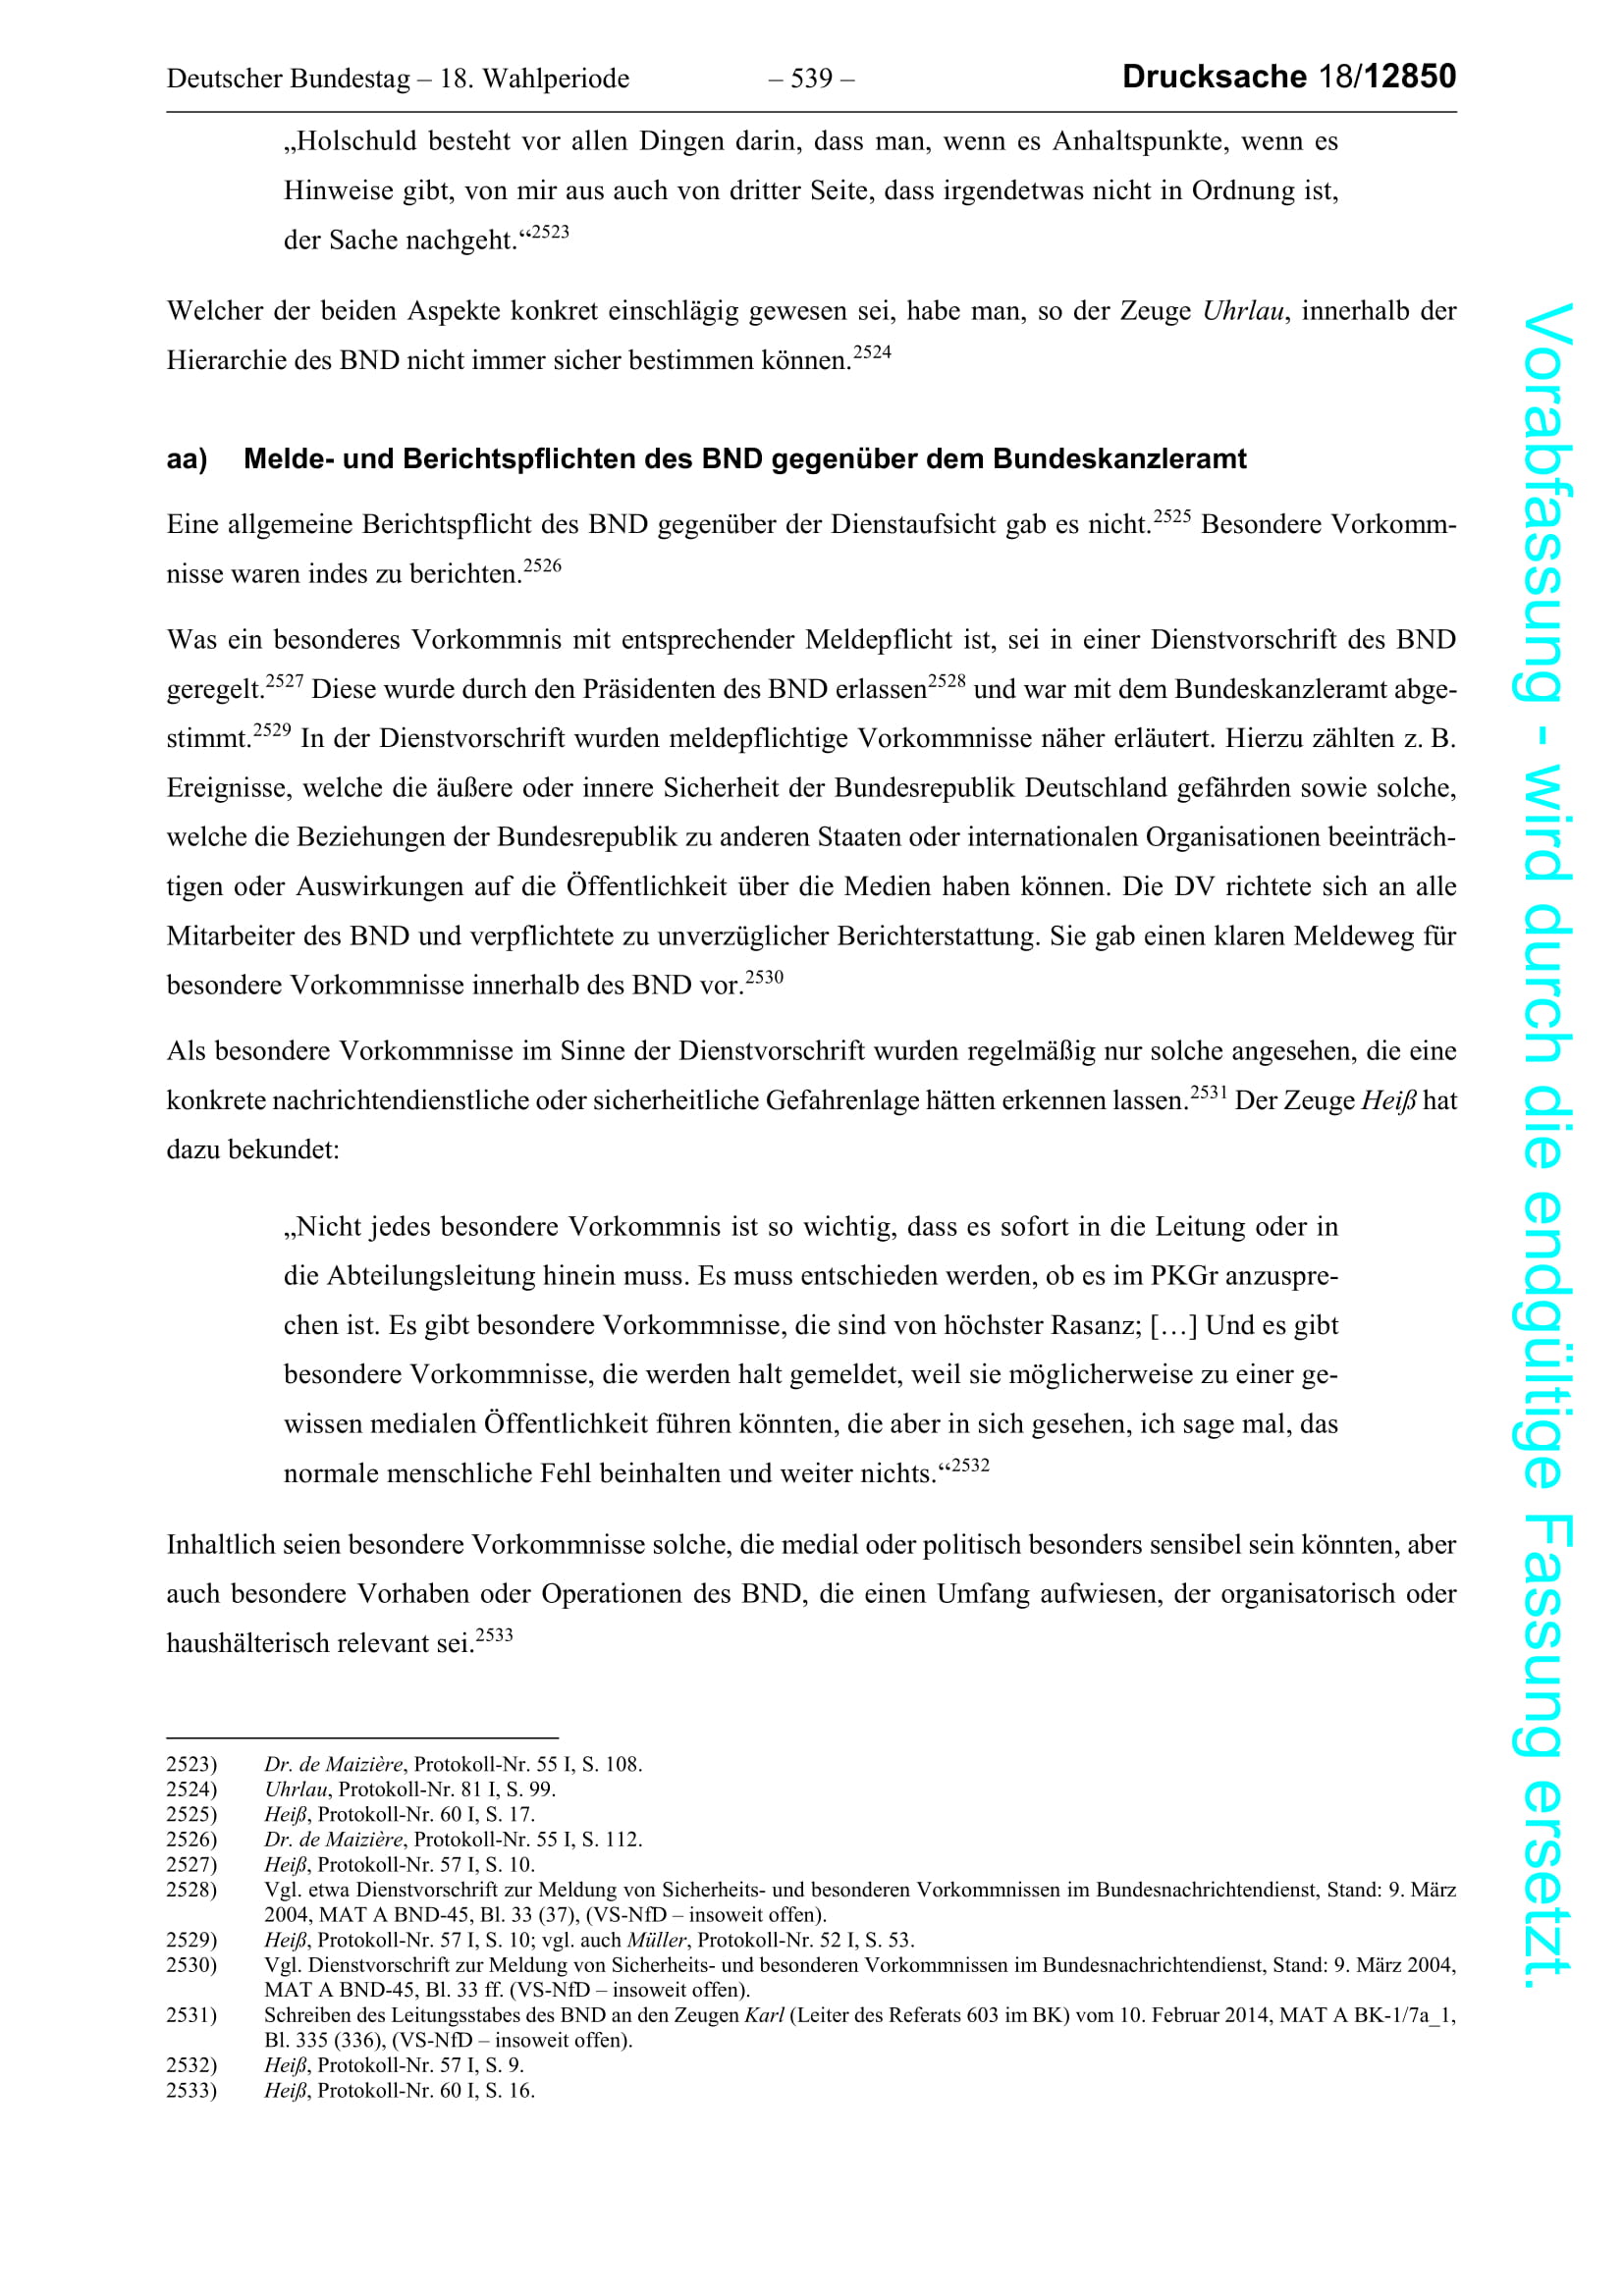 Deutscher Bundestag – 18. Wahlperiode – 539 – Drucksache 18/12850
„Holschuld besteht vor allen Dingen darin, dass man, wenn es Anhaltspunkte, wenn es
Hinweise gibt, von mir aus auch von dritter Seite, dass irgendetwas nicht in Ordnung ist,
der Sache nachgeht.“2523
Welcher der beiden Aspekte konkret einschlägig gewesen sei, habe man, so der Zeuge Uhrlau, innerhalb der
Hierarchie des BND nicht immer sicher bestimmen können.2524
aa) Melde- und Berichtspflichten des BND gegenüber dem Bundeskanzleramt
Eine allgemeine Berichtspflicht des BND gegenüber der Dienstaufsicht gab es nicht.2525 Besondere Vorkomm-
nisse waren indes zu berichten.2526
Was ein besonderes Vorkommnis mit entsprechender Meldepflicht ist, sei in einer Dienstvorschrift des BND
geregelt.2527 Diese wurde durch den Präsidenten des BND erlassen2528 und war mit dem Bundeskanzleramt abge-
stimmt.2529 In der Dienstvorschrift wurden meldepflichtige Vorkommnisse näher erläutert. Hierzu zählten z. B.
Ereignisse, welche die äußere oder innere Sicherheit der Bundesrepublik Deutschland gefährden sowie solche,
welche die Beziehungen der Bundesrepublik zu anderen Staaten oder internationalen Organisationen beeinträch-
tigen oder Auswirkungen auf die Öffentlichkeit über die Medien haben können. Die DV richtete sich an alle
Mitarbeiter des BND und verpflichtete zu unverzüglicher Berichterstattung. Sie gab einen klaren Meldeweg für
besondere Vorkommnisse innerhalb des BND vor.2530
Als besondere Vorkommnisse im Sinne der Dienstvorschrift wurden regelmäßig nur solche angesehen, die eine
konkrete nachrichtendienstliche oder sicherheitliche Gefahrenlage hätten erkennen lassen.2531 Der Zeuge Heiß hat
dazu bekundet:
„Nicht jedes besondere Vorkommnis ist so wichtig, dass es sofort in die Leitung oder in
die Abteilungsleitung hinein muss. Es muss entschieden werden, ob es im PKGr anzuspre-
chen ist. Es gibt besondere Vorkommnisse, die sind von höchster Rasanz; […] Und es gibt
besondere Vorkommnisse, die werden halt gemeldet, weil sie möglicherweise zu einer ge-
wissen medialen Öffentlichkeit führen könnten, die aber in sich gesehen, ich sage mal, das
normale menschliche Fehl beinhalten und weiter nichts.“2532
Inhaltlich seien besondere Vorkommnisse solche, die medial oder politisch besonders sensibel sein könnten, aber
auch besondere Vorhaben oder Operationen des BND, die einen Umfang aufwiesen, der organisatorisch oder
haushälterisch relevant sei.2533
2523) Dr. de Maizière, Protokoll-Nr. 55 I, S. 108.
2524) Uhrlau, Protokoll-Nr. 81 I, S. 99.
2525) Heiß, Protokoll-Nr. 60 I, S. 17.
2526) Dr. de Maizière, Protokoll-Nr. 55 I, S. 112.
2527) Heiß, Protokoll-Nr. 57 I, S. 10.
2528) Vgl. etwa Dienstvorschrift zur Meldung von Sicherheits- und besonderen Vorkommnissen im Bundesnachrichtendienst, Stand: 9. März
2004, MAT A BND-45, Bl. 33 (37), (VS-NfD – insoweit offen).
2529) Heiß, Protokoll-Nr. 57 I, S. 10; vgl. auch Müller, Protokoll-Nr. 52 I, S. 53.
2530) Vgl. Dienstvorschrift zur Meldung von Sicherheits- und besonderen Vorkommnissen im Bundesnachrichtendienst, Stand: 9. März 2004,
MAT A BND-45, Bl. 33 ff. (VS-NfD – insoweit offen).
2531) Schreiben des Leitungsstabes des BND an den Zeugen Karl (Leiter des Referats 603 im BK) vom 10. Februar 2014, MAT A BK-1/7a_1,
Bl. 335 (336), (VS-NfD – insoweit offen).
2532) Heiß, Protokoll-Nr. 57 I, S. 9.
2533) Heiß, Protokoll-Nr. 60 I, S. 16.
Vorabfassung - wird durch die endgültige Fassung ersetzt.